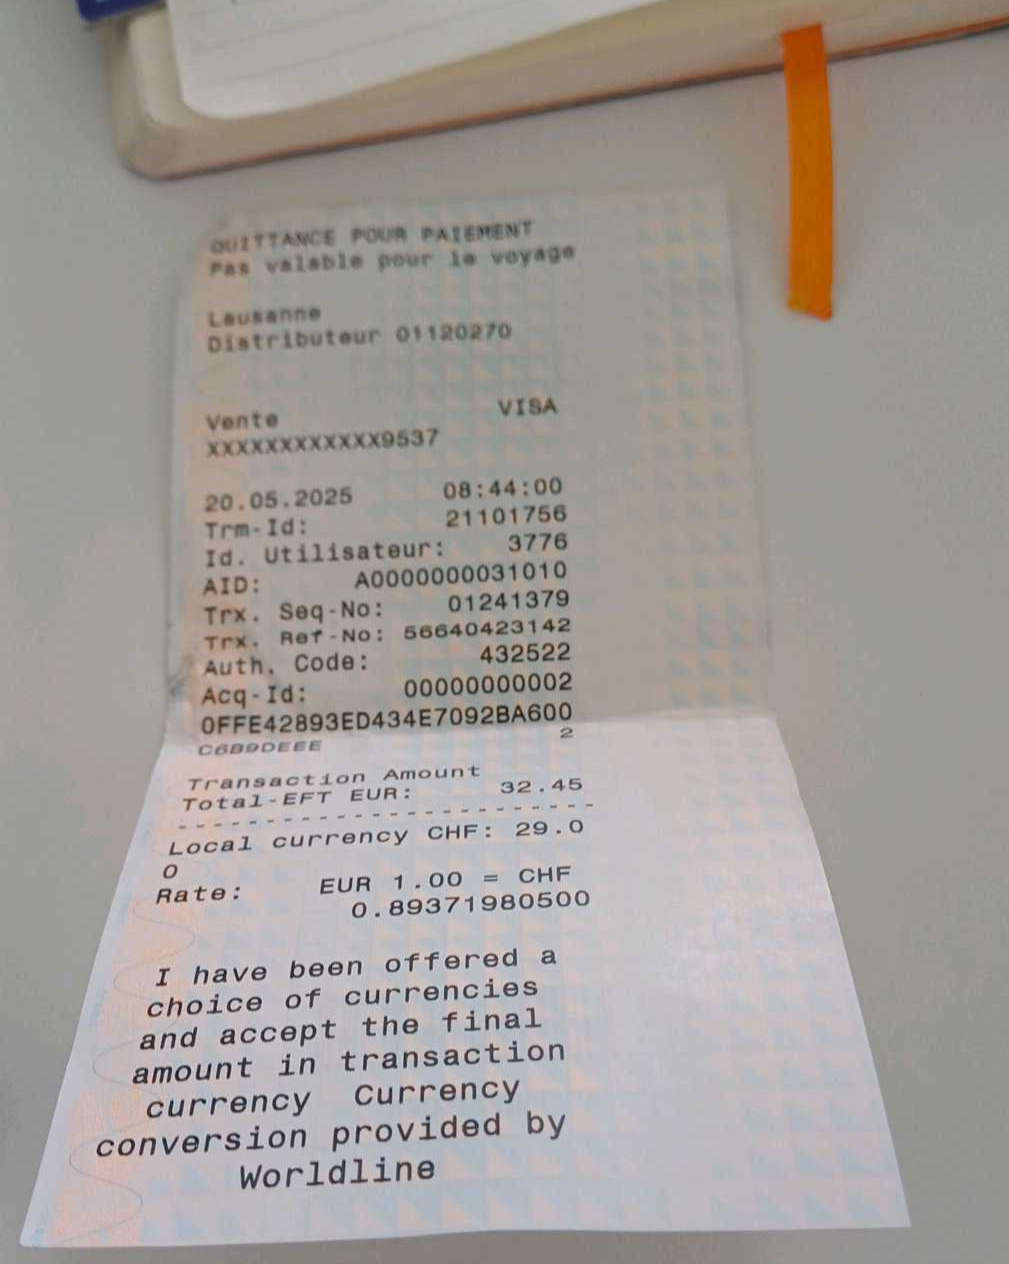 QUITTANCE POUR PAIEMENT
Pas valable pour le voyage
Lausanne
Distributeur 01120270
Vente VISA
XXXXXXXXXXXX9537
20.05.2025 08:44:00
Trm-Id: 21101756
Id. Utilisateur: 3776
AID: A0000000031010
Trx. Seq-No: 01241379
Trx. Ref-No: 56640423142
Auth. Code: 432522
Acq-Id: 00000000002
0FFE42893ED434E7092BA600
C6B9DEEE 2
Transaction Amount
Total-EFT EUR: 32.45
-----------------------
Local currency CHF: 29.0
0
Rate: EUR 1.00 = CHF
0.89371980500
I have been offered a
choice of currencies
and accept the final
amount in transaction
currency Currency
conversion provided by
Worldline